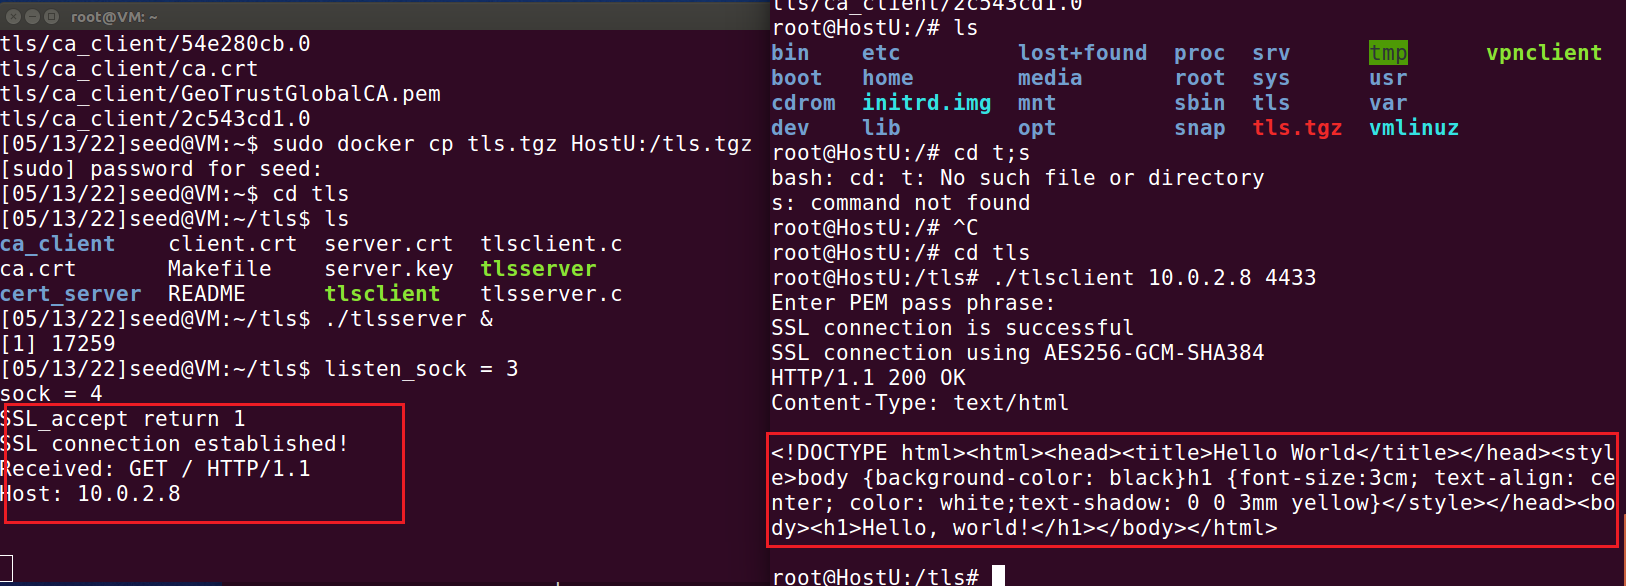 root@VM: ~
tls/ca_client/54e280cb.0
tls/ca_client/ca.crt
tls/ca_client/GeoTrustGlobalCA.pem
tls/ca_client/2c543cd1.0
[05/13/22]seed@VM:~$ sudo docker cp tls.tgz HostU:/tls.tgz
[sudo] password for seed:
[05/13/22]seed@VM:~$ cd tls
[05/13/22]seed@VM:~/tls$ ls
ca_client client.crt server.crt tlsclient.c
ca.crt Makefile server.key tlsserver
cert_server README tlsclient tlsserver.c
[05/13/22]seed@VM:~/tls$ ./tlsserver &
[1] 17259
[05/13/22]seed@VM:~/tls$ listen_sock = 3
sock = 4
SSL_accept return 1
SSL connection established!
Received: GET / HTTP/1.1
Host: 10.0.2.8
tls/ca_client/2c543cd1.0
root@HostU:/# ls
bin etc lost+found proc srv tmp vpnclient
boot home media root sys usr
cdrom initrd.img mnt sbin tls var
dev lib opt snap tls.tgz vmlinuz
root@HostU:/# cd t;s
bash: cd: t: No such file or directory
s: command not found
root@HostU:/# ^C
root@HostU:/# cd tls
root@HostU:/tls# ./tlsclient 10.0.2.8 4433
Enter PEM pass phrase:
SSL connection is successful
SSL connection using AES256-GCM-SHA384
HTTP/1.1 200 OK
Content-Type: text/html
<!DOCTYPE html><html><head><title>Hello World</title></head><styl
e>body {background-color: black}h1 {font-size:3cm; text-align: ce
nter; color: white;text-shadow: 0 0 3mm yellow}</style></head><bo
dy><h1>Hello, world!</h1></body></html>
root@HostU:/tls#